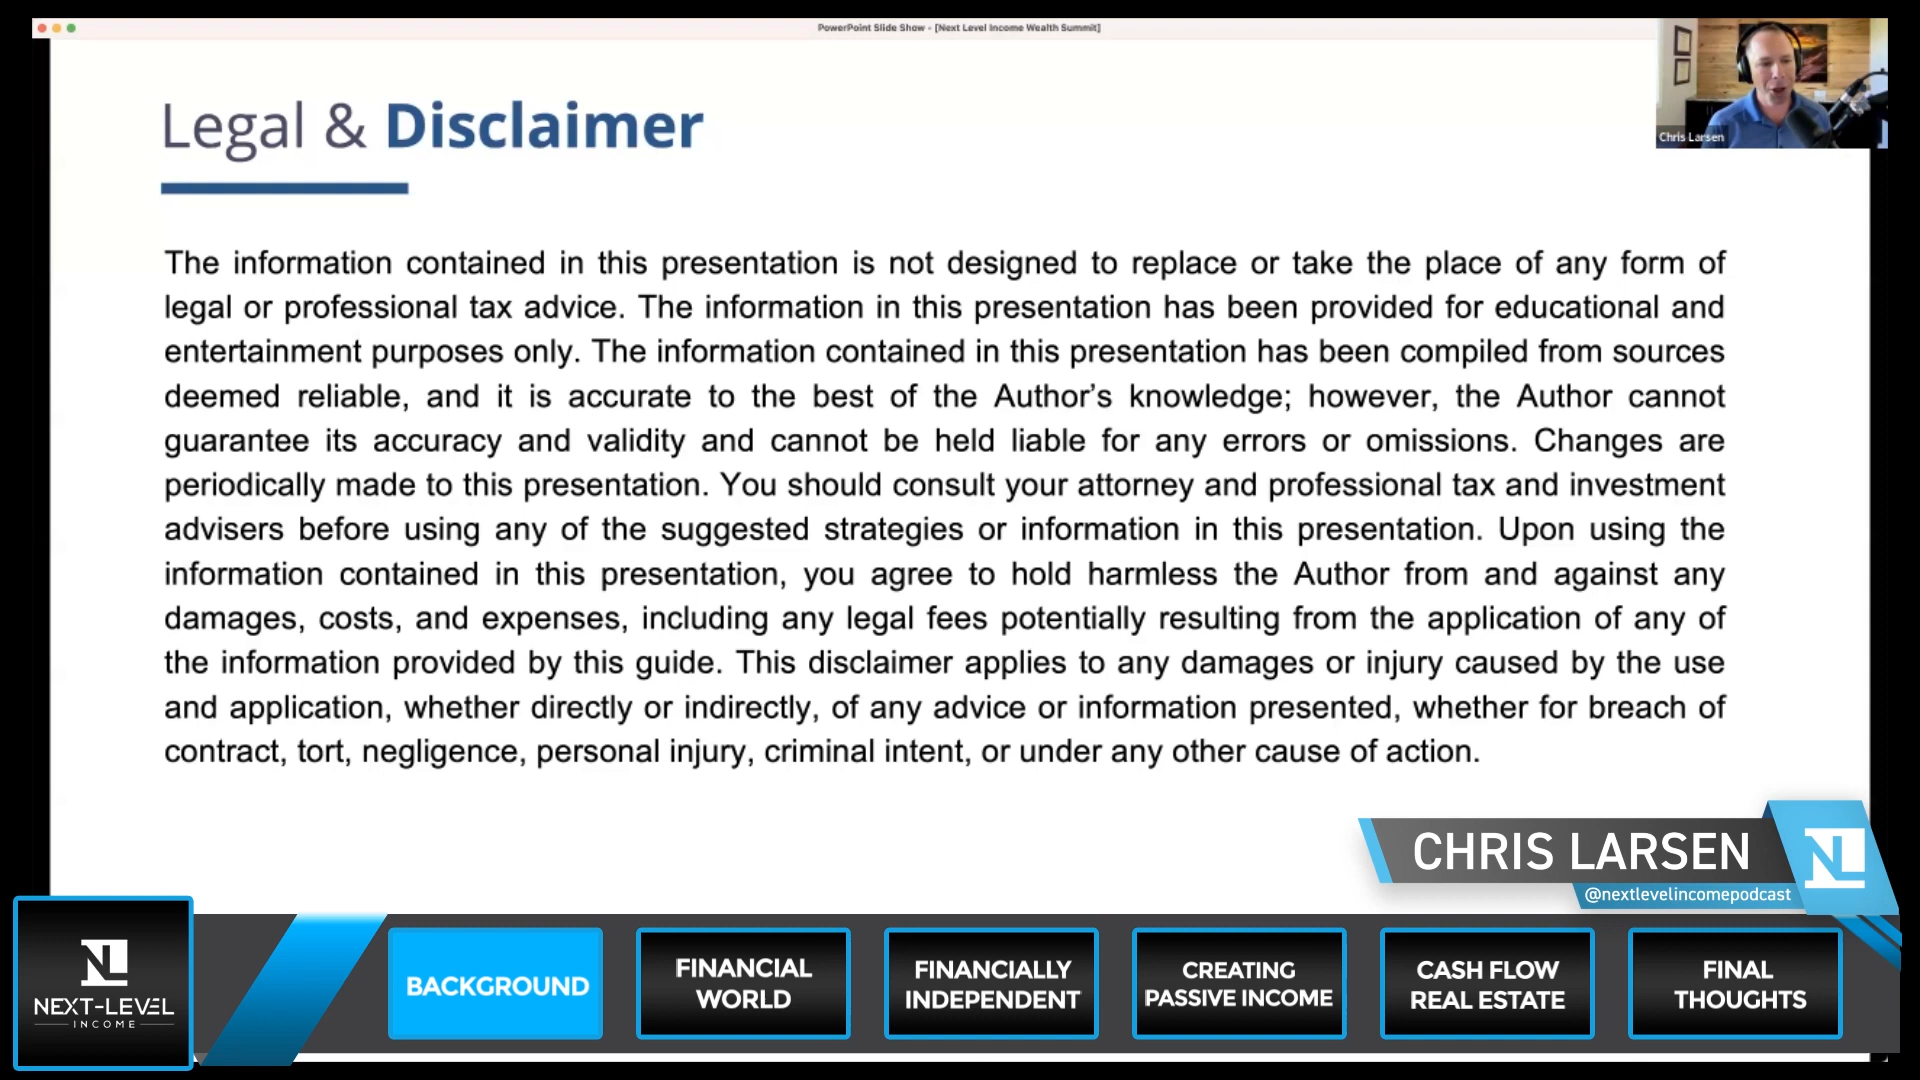 PowerPoint Slide Show - [Next Level Income Wealth Summit]
Chris Larsen
Legal & Disclaimer
The information contained in this presentation is not designed to replace or take the place of any form of
legal or professional tax advice. The information in this presentation has been provided for educational and
entertainment purposes only. The information contained in this presentation has been compiled from sources
deemed reliable, and it is accurate to the best of the Author's knowledge; however, the Author cannot
guarantee its accuracy and validity and cannot be held liable for any errors or omissions. Changes are
periodically made to this presentation. You should consult your attorney and professional tax and investment
advisers before using any of the suggested strategies or information in this presentation. Upon using the
information contained in this presentation, you agree to hold harmless the Author from and against any
damages, costs, and expenses, including any legal fees potentially resulting from the application of any of
the information provided by this guide. This disclaimer applies to any damages or injury caused by the use
and application, whether directly or indirectly, of any advice or information presented, whether for breach of
contract, tort, negligence, personal injury, criminal intent, or under any other cause of action.
CHRIS LARSEN
NL
@nextlevelincomepodcast
NL
NEXT-LEVEL
INCOME
BACKGROUND
FINANCIAL
WORLD
FINANCIALLY
INDEPENDENT
CREATING
PASSIVE INCOME
CASH FLOW
REAL ESTATE
FINAL
THOUGHTS